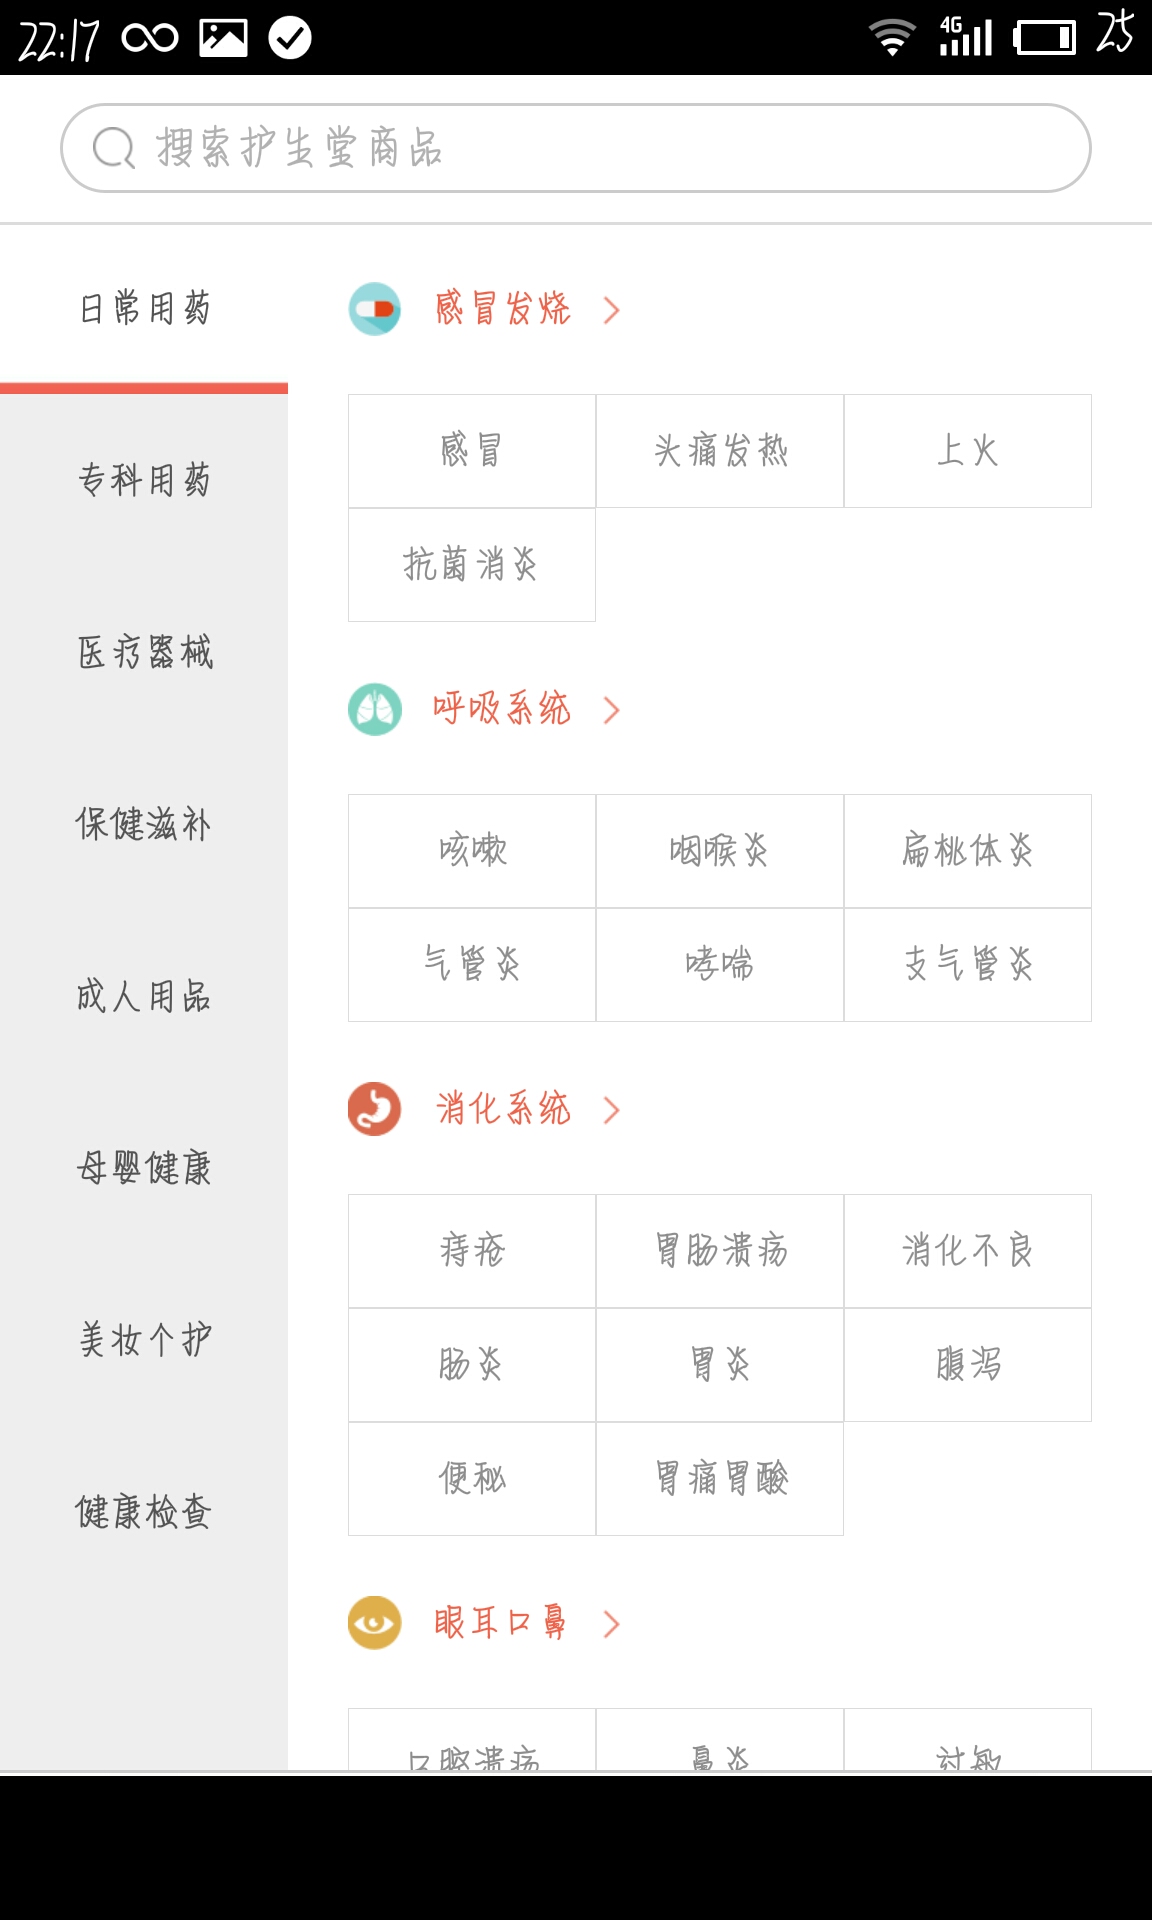 22:17
4G
25
搜索护生堂商品
日常用药
专科用药
医疗器械
保健滋补
成人用品
母婴健康
美妆个护
健康检查
感冒发烧
感冒 头痛发热 上火
抗菌消炎
呼吸系统
咳嗽 咽喉炎 扁桃体炎
气管炎 哮喘 支气管炎
消化系统
痔疮 胃肠溃疡 消化不良
肠炎 胃炎 腹泻
便秘 胃痛胃酸
眼耳口鼻
口腔溃疡 鼻炎 过敏